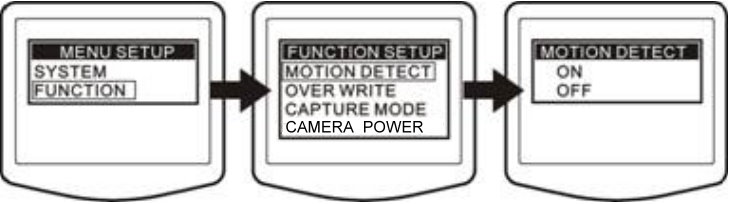 MENU SETUP
SYSTEM
FUNCTION
FUNCTION SETUP
MOTION DETECT
OVER WRITE
CAPTURE MODE
CAMERA POWER
MOTION DETECT
ON
OFF